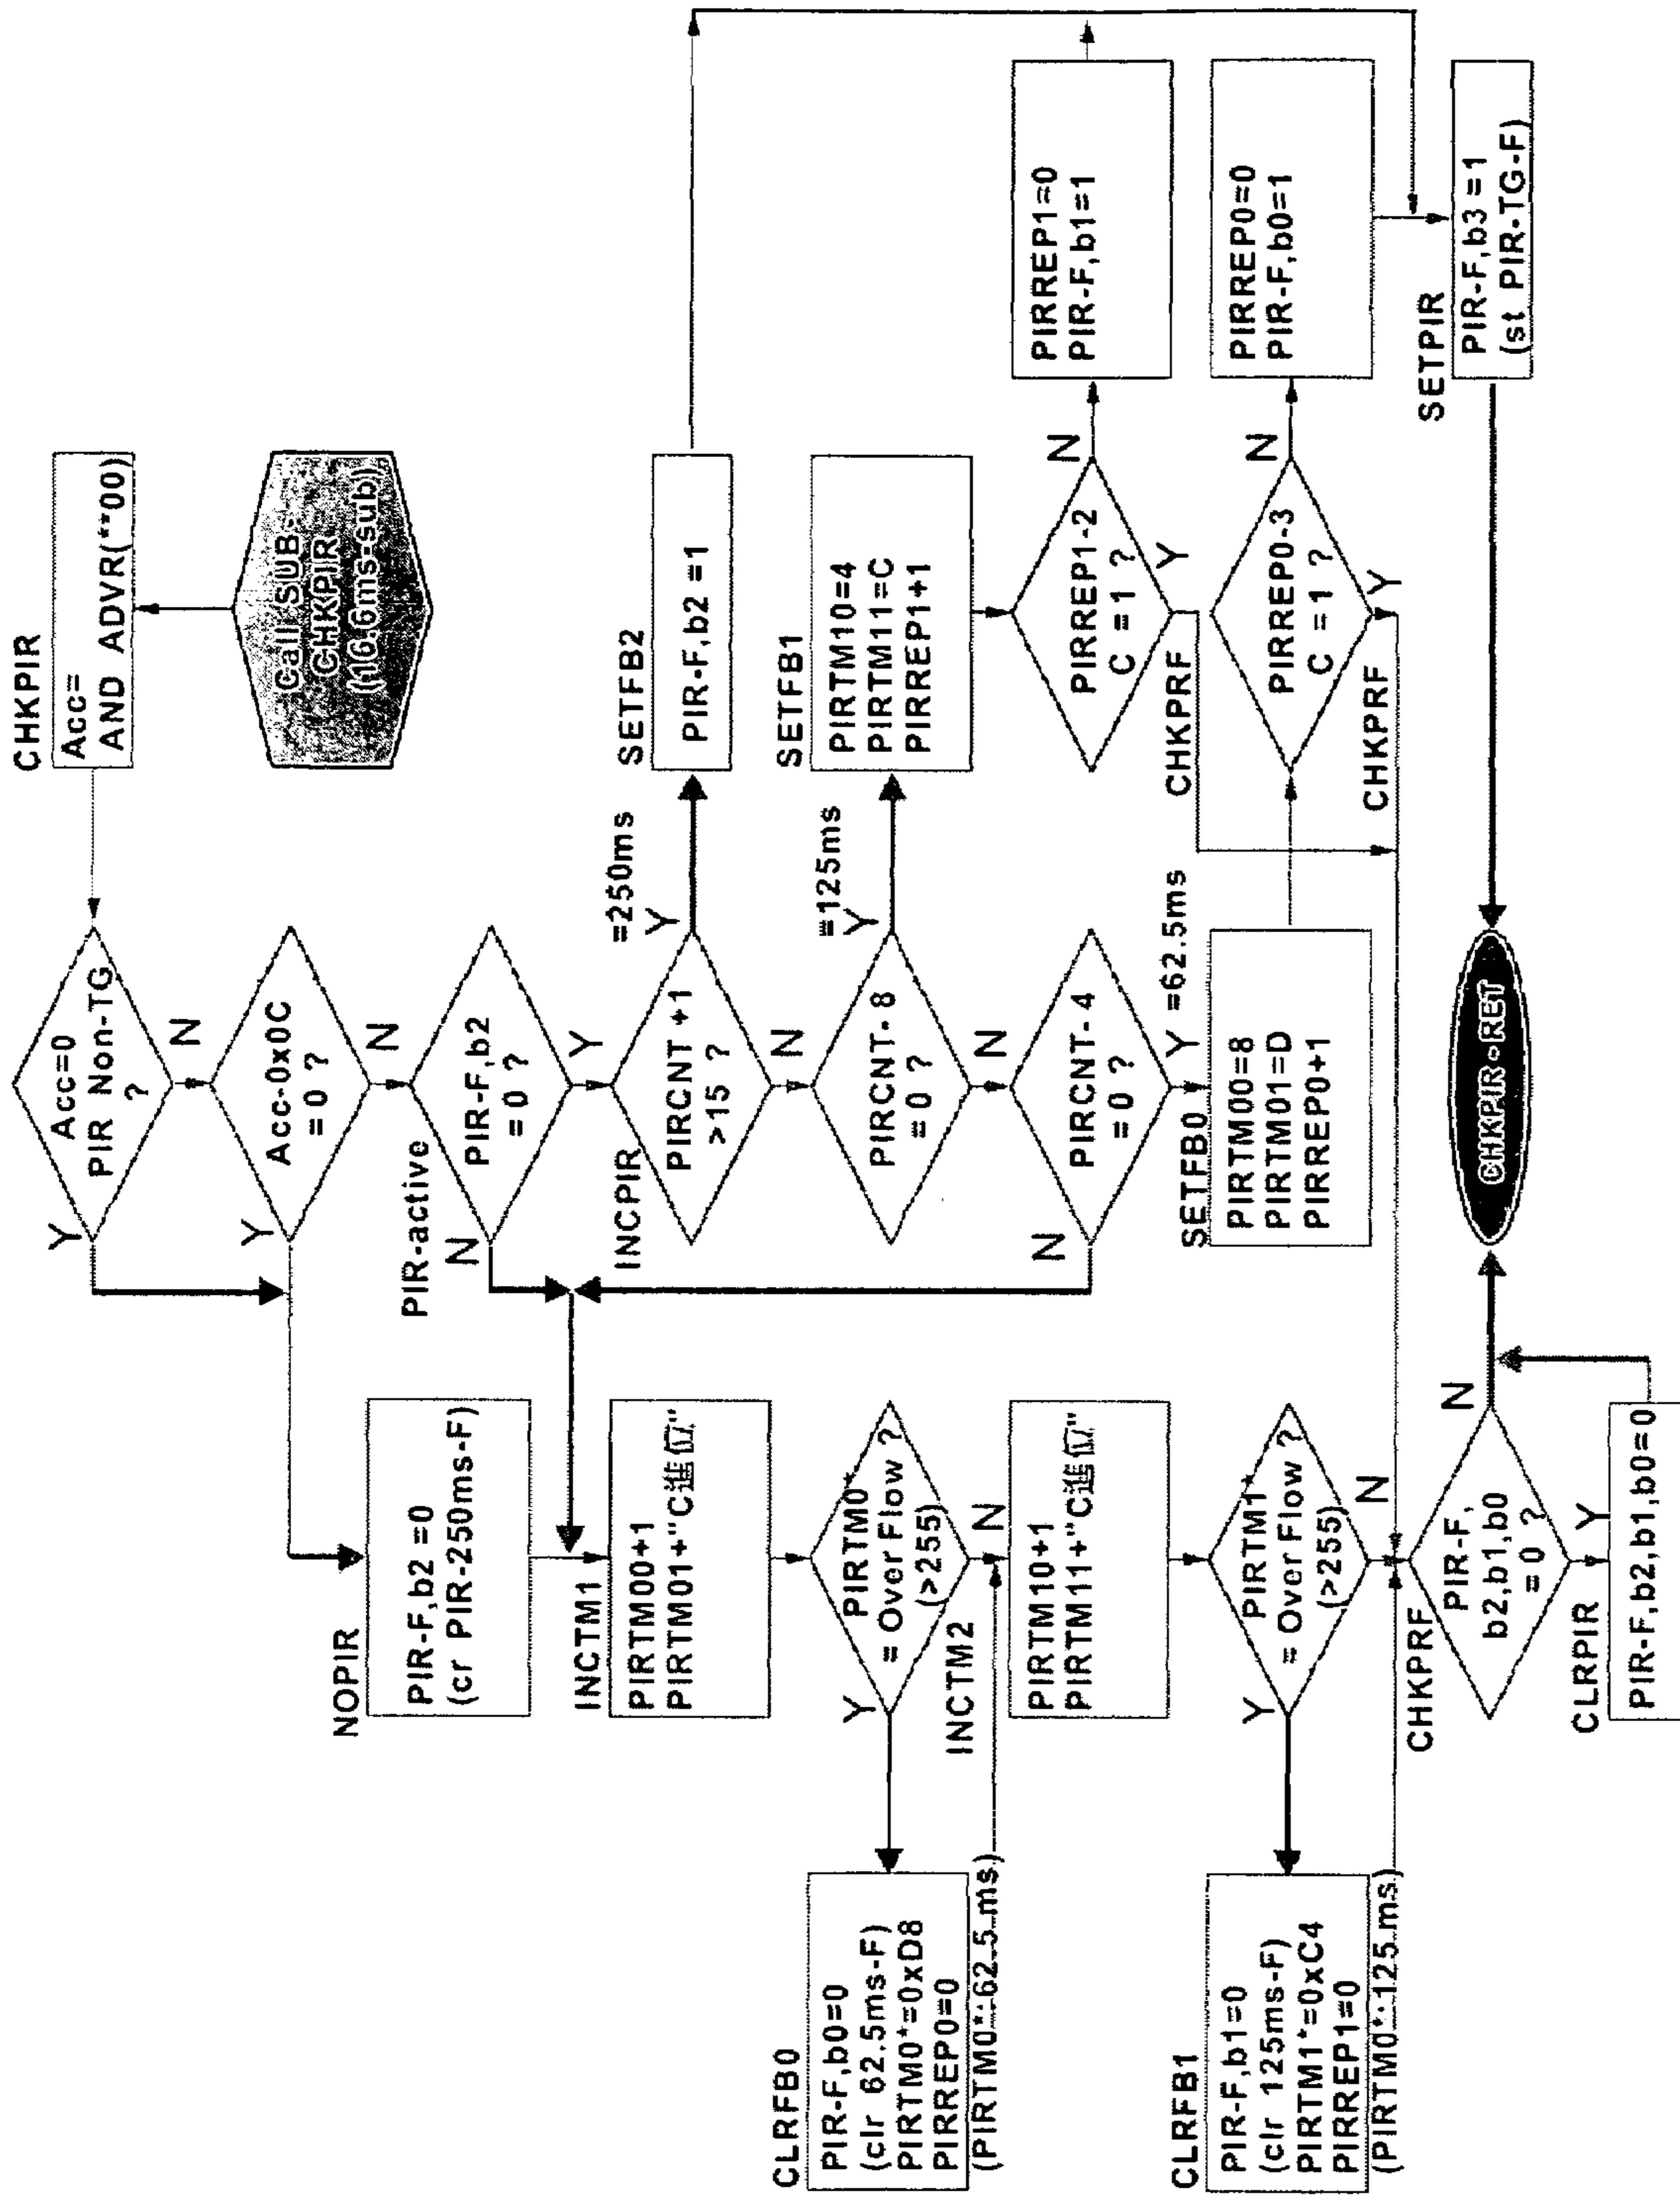 CHKPIR
Acc=
AND ADVR(**00)
Call SUB-
CHKPIR
(16.6ms-sub)
Acc=0
PIR Non-TG
?
Y
N
Acc-0x0C
= 0 ?
Y
N
PIR-active
PIR-F,b2
= 0 ?
N
Y
INCPIR
PIRCNT +1
>15 ?
=250ms
Y
N
SETFB2
PIR-F,b2 =1
PIRCNT-8
= 0 ?
=125ms
Y
N
SETFB1
PIRTM10=4
PIRTM11=C
PIRREP1+1
PIRCNT-4
= 0 ?
N
Y =62.5ms
SETFB0
PIRTM00=8
PIRTM01=D
PIRREP0+1
PIRREP1-2
C =1 ?
N
Y
CHKPRF
PIRREP1=0
PIR-F,b1=1
PIRREP0-3
C =1 ?
N
Y
CHKPRF
PIRREP0=0
PIR-F,b0=1
SETPIR
PIR-F,b3 =1
(st PIR-TG-F)
NOPIR
PIR-F,b2 =0
(cr PIR-250ms-F)
INCTM1
PIRTM00+1
PIRTM01+"C進位"
PIRTM0*
= Over Flow ?
(>255)
Y
N
CLRFB0
PIR-F,b0=0
(clr 62.5ms-F)
PIRTM0*=0xD8
PIRREP0=0
(PIRTM0*:62.5 ms)
INCTM2
PIRTM10+1
PIRTM11+"C進位"
PIRTM1*
= Over Flow ?
(>255)
Y
N
CLRFB1
PIR-F,b1=0
(clr 125ms-F)
PIRTM1*=0xC4
PIRREP1=0
(PIRTM0*:125 ms)
CHKPRF
PIR-F,
b2,b1,b0
= 0 ?
N
Y
CLRPIR
PIR-F,b2,b1,b0=0
CHKPIR-RET